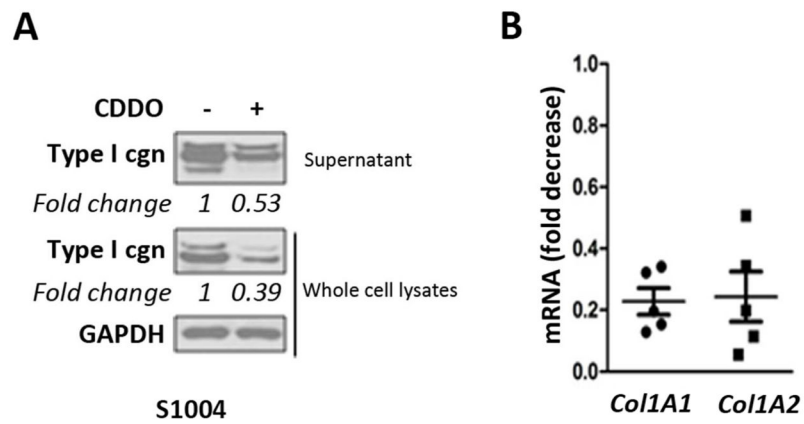 A
CDDO - +
Type I cgn Supernatant
Fold change 1 0.53
Type I cgn
Fold change 1 0.39 Whole cell lysates
GAPDH
S1004
B
mRNA (fold decrease)
1.0
0.8
0.6
0.4
0.2
0.0
Col1A1 Col1A2